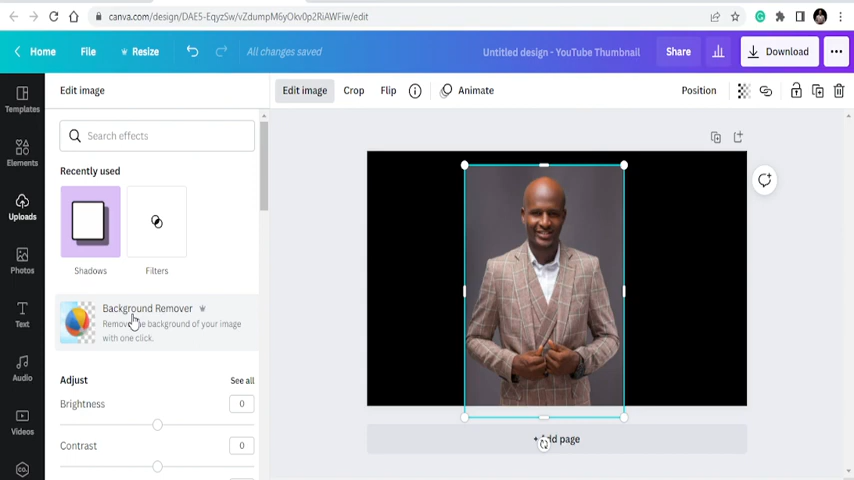 canva.com/design/DAE5-EqyzSw/vZdumpM6yOkv0p2RiAWFiw/edit
Home File Resize All changes saved Untitled design - YouTube Thumbnail Share Download
Edit image
Edit image Crop Flip Animate Position
Templates
Elements
Uploads
Photos
Text
Audio
Videos
Search effects
Recently used
Shadows Filters
Background Remover
Remove the background of your image
with one click.
Adjust See all
Brightness 0
Contrast 0
page